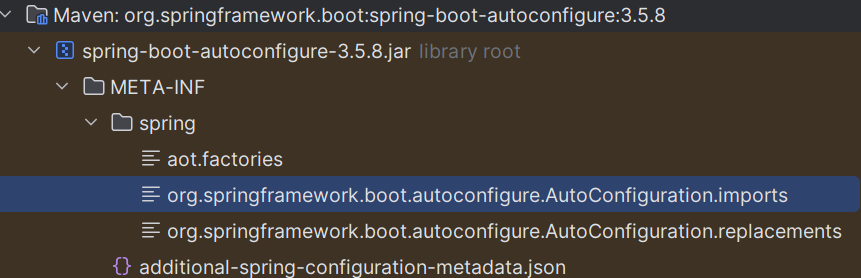 Maven: org.springframework.boot:spring-boot-autoconfigure:3.5.8
spring-boot-autoconfigure-3.5.8.jar library root
META-INF
spring
aot.factories
org.springframework.boot.autoconfigure.AutoConfiguration.imports
org.springframework.boot.autoconfigure.AutoConfiguration.replacements
additional-spring-configuration-metadata.json